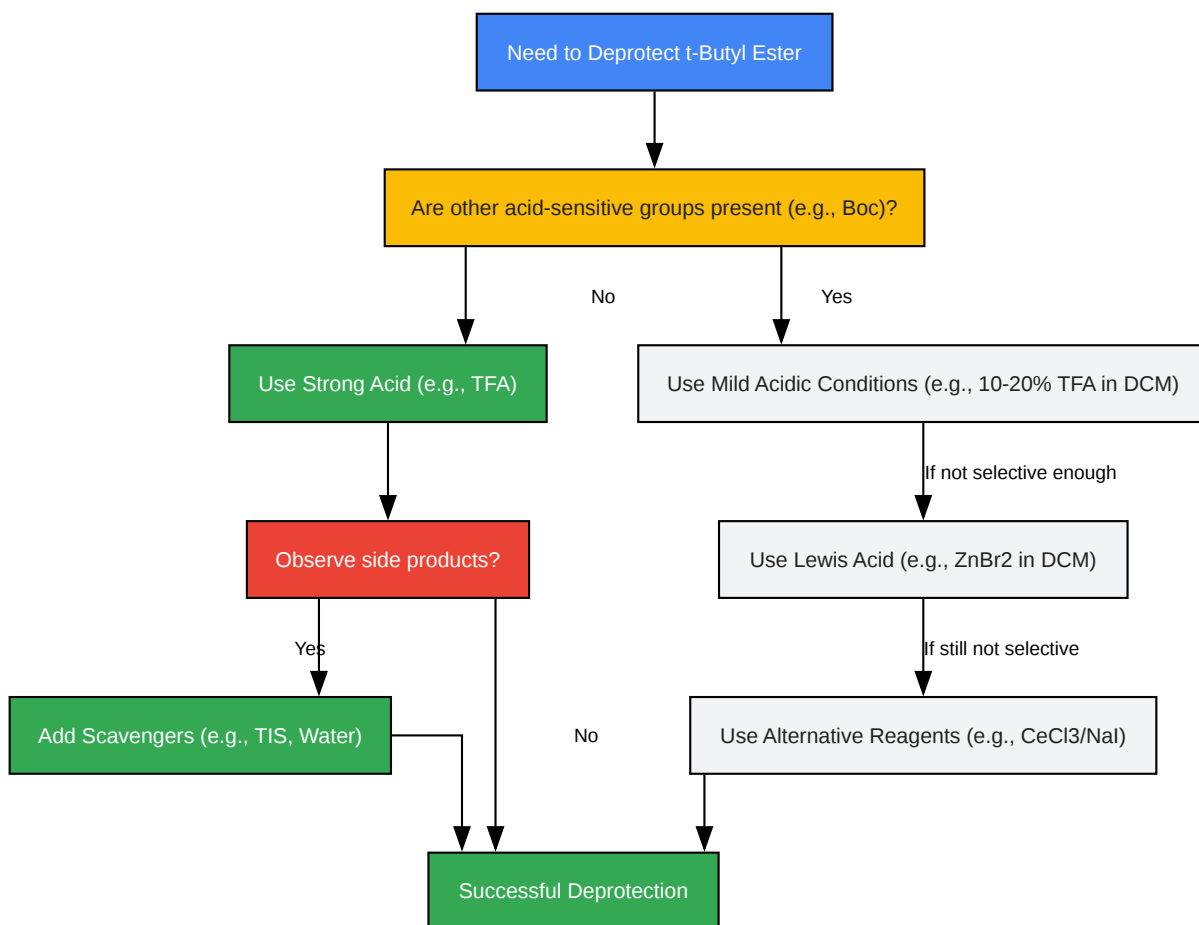 Need to Deprotect t-Butyl Ester
Are other acid-sensitive groups present (e.g., Boc)?
No
Yes
Use Strong Acid (e.g., TFA)
Use Mild Acidic Conditions (e.g., 10-20% TFA in DCM)
If not selective enough
Observe side products?
Use Lewis Acid (e.g., ZnBr2 in DCM)
Yes
If still not selective
Add Scavengers (e.g., TIS, Water)
No
Use Alternative Reagents (e.g., CeCl3/NaI)
Successful Deprotection